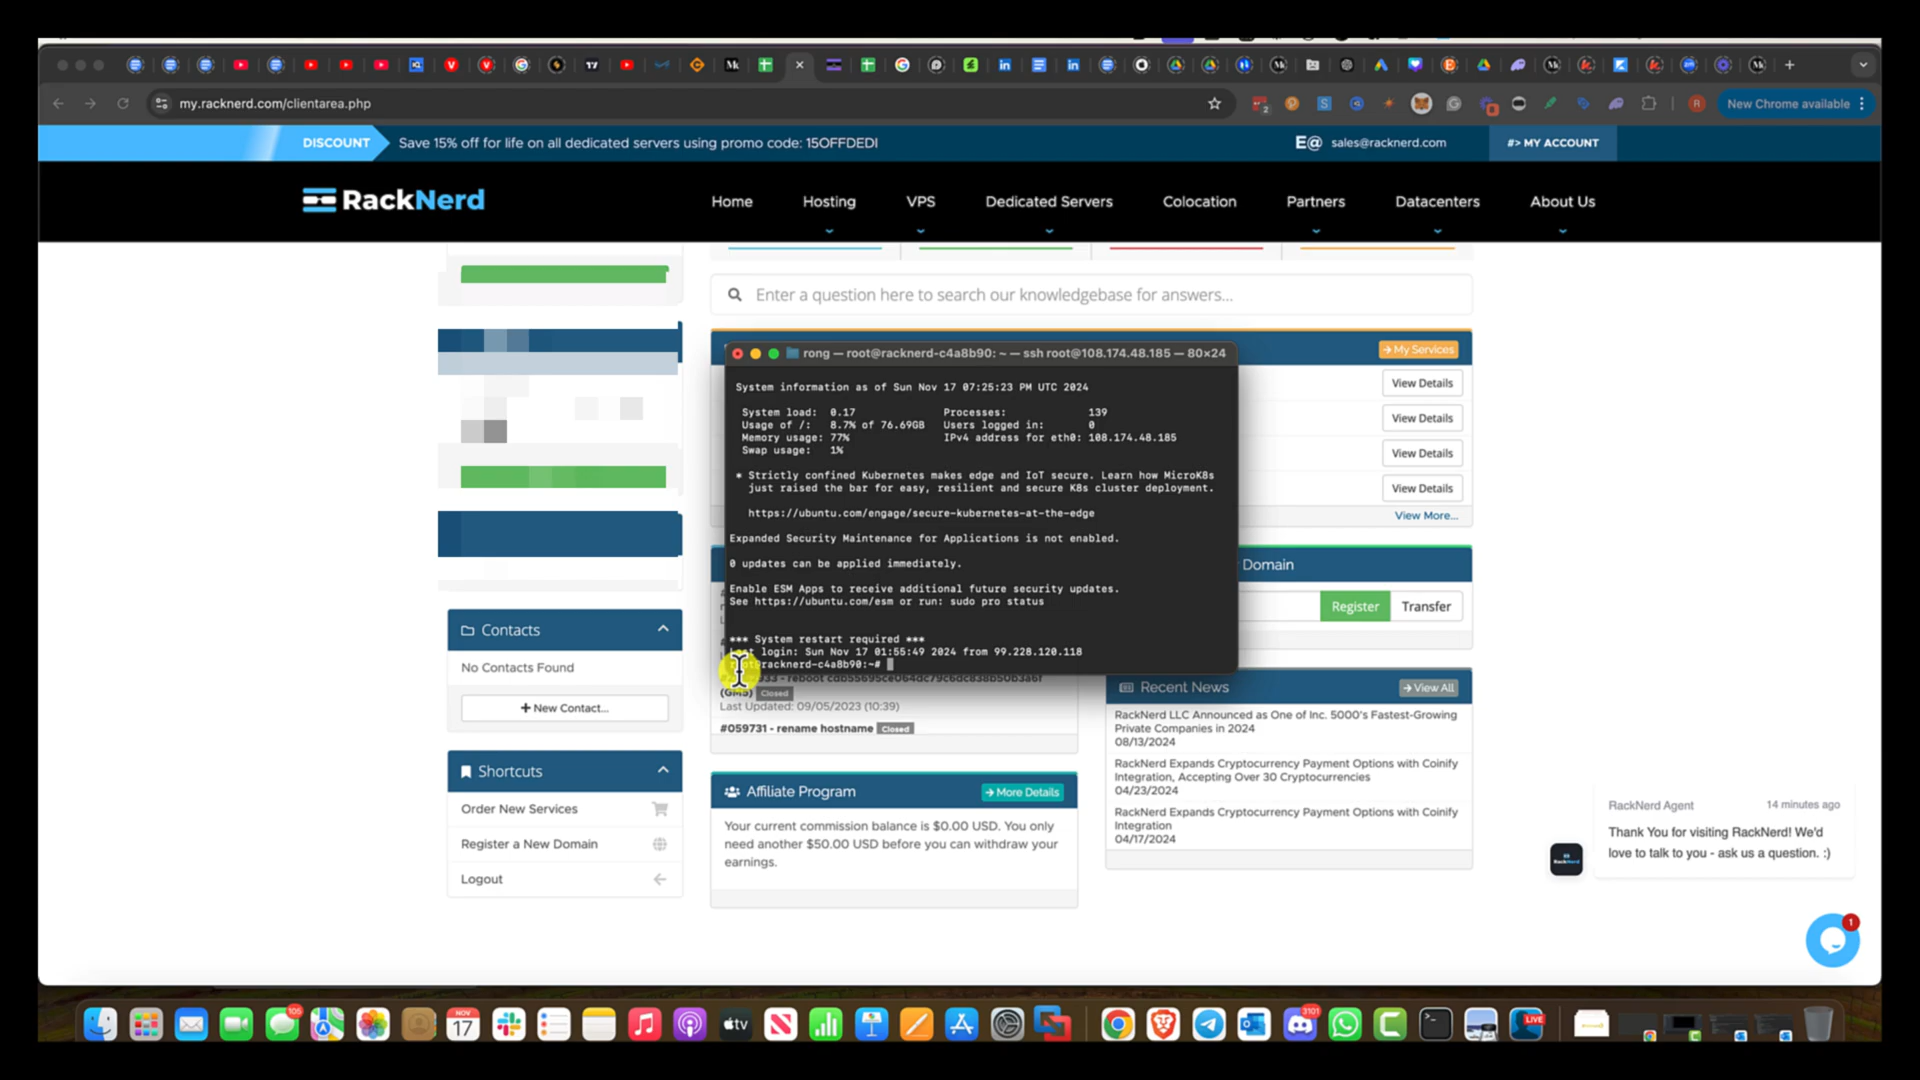 my.racknerd.com/clientarea.php
New Chrome available
DISCOUNT
Save 15% off for life on all dedicated servers using promo code: 15OFFDEDI
E@ sales@racknerd.com
#> MY ACCOUNT
RackNerd
Home
Hosting
VPS
Dedicated Servers
Colocation
Partners
Datacenters
About Us
Enter a question here to search our knowledgebase for answers...
My Services
View Details
View Details
View Details
View Details
View More...
rong — root@racknerd-c4a8b90: ~ — ssh root@108.174.48.185 — 80×24
System information as of Sun Nov 17 07:25:23 PM UTC 2024
System load: 0.17 Processes: 139
Usage of /: 8.7% of 76.69GB Users logged in: 0
Memory usage: 77% IPv4 address for eth0: 108.174.48.185
Swap usage: 1%
* Strictly confined Kubernetes makes edge and IoT secure. Learn how MicroK8s
just raised the bar for easy, resilient and secure K8s cluster deployment.
https://ubuntu.com/engage/secure-kubernetes-at-the-edge
Expanded Security Maintenance for Applications is not enabled.
0 updates can be applied immediately.
Enable ESM Apps to receive additional future security updates.
See https://ubuntu.com/esm or run: sudo pro status
*** System restart required ***
login: Sun Nov 17 01:55:49 2024 from 99.228.120.118
@racknerd-c4a8b90:~#
Closed
Last Updated: 09/05/2023 (10:39)
#059731 - rename hostname Closed
Domain
Register
Transfer
Contacts
No Contacts Found
+ New Contact...
Shortcuts
Order New Services
Register a New Domain
Logout
Affiliate Program
More Details
Your current commission balance is $0.00 USD. You only
need another $50.00 USD before you can withdraw your
earnings.
Recent News
View All
RackNerd LLC Announced as One of Inc. 5000's Fastest-Growing
Private Companies in 2024
08/13/2024
RackNerd Expands Cryptocurrency Payment Options with Coinify
Integration, Accepting Over 30 Cryptocurrencies
04/23/2024
RackNerd Expands Cryptocurrency Payment Options with Coinify
Integration
04/17/2024
RackNerd Agent
14 minutes ago
Thank You for visiting RackNerd! We'd
love to talk to you - ask us a question. :)
1
NOV
17
105
tv
3101
LIVE